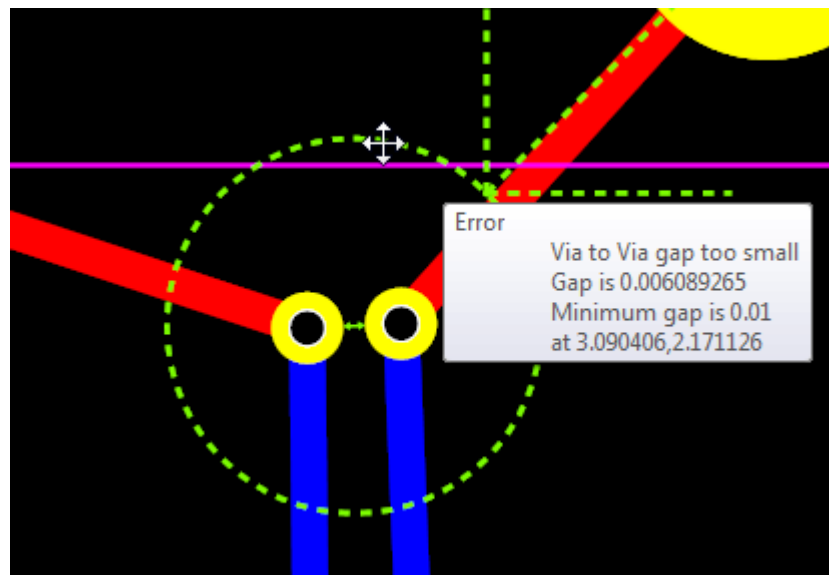 Error
Via to Via gap too small
Gap is 0.006089265
Minimum gap is 0.01
at 3.090406,2.171126